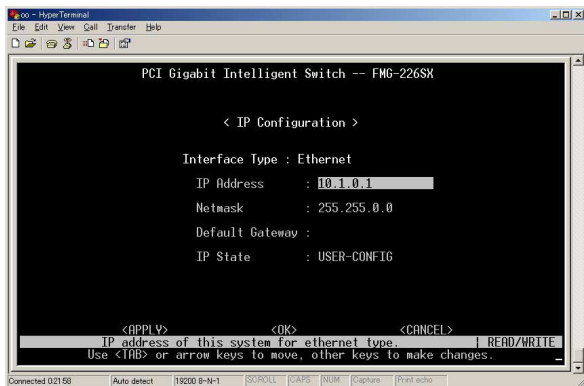 oo - HyperTerminal
File Edit View Call Transfer Help
PCI Gigabit Intelligent Switch -- FMG-226SX
< IP Configuration >
Interface Type : Ethernet
IP Address : 10.1.0.1
Netmask : 255.255.0.0
Default Gateway :
IP State : USER-CONFIG
<APPLY> <OK> <CANCEL>
IP address of this system for ethernet type. | READ/WRITE
Use <TAB> or arrow keys to move, other keys to make changes.
Connected 0:21:58 Auto detect 19200 8-N-1 SCROLL CAPS NUM Capture Print echo